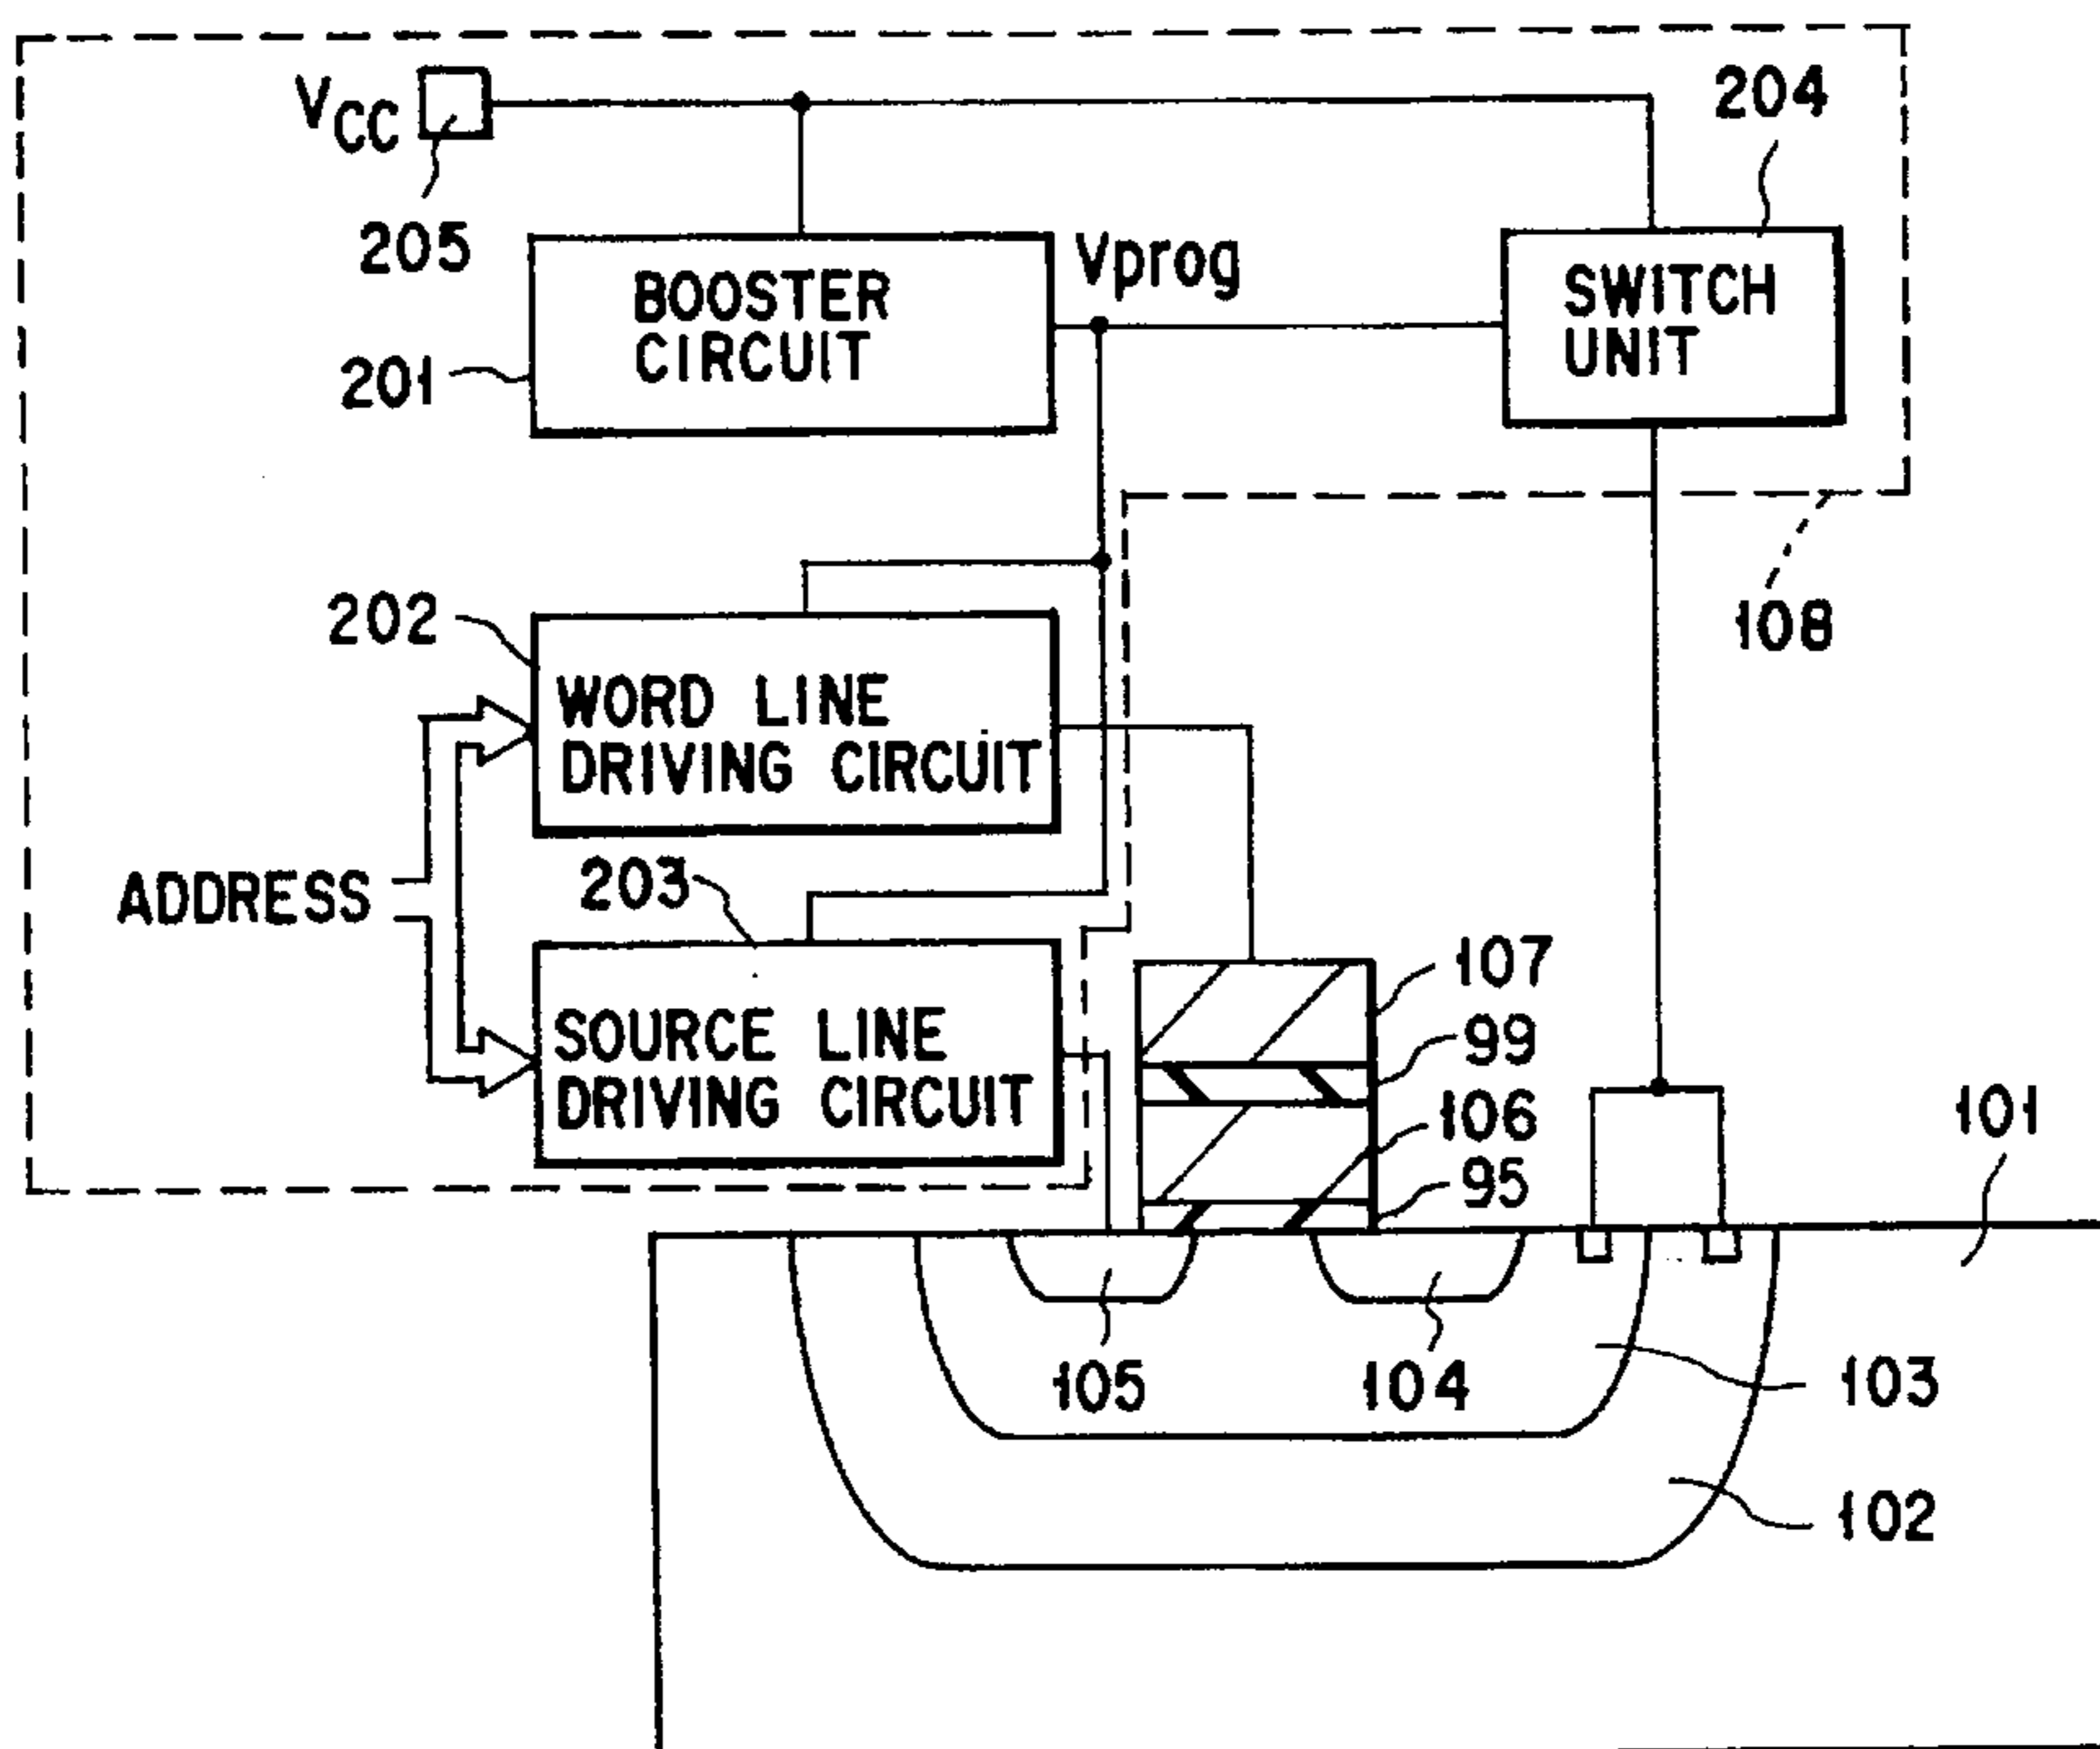 VCC
204
205
BOOSTER
CIRCUIT
Vprog
SWITCH
UNIT
201
202
108
WORD LINE
DRIVING CIRCUIT
ADDRESS
203
107
SOURCE LINE
DRIVING CIRCUIT
99
106
101
95
105
104
103
102